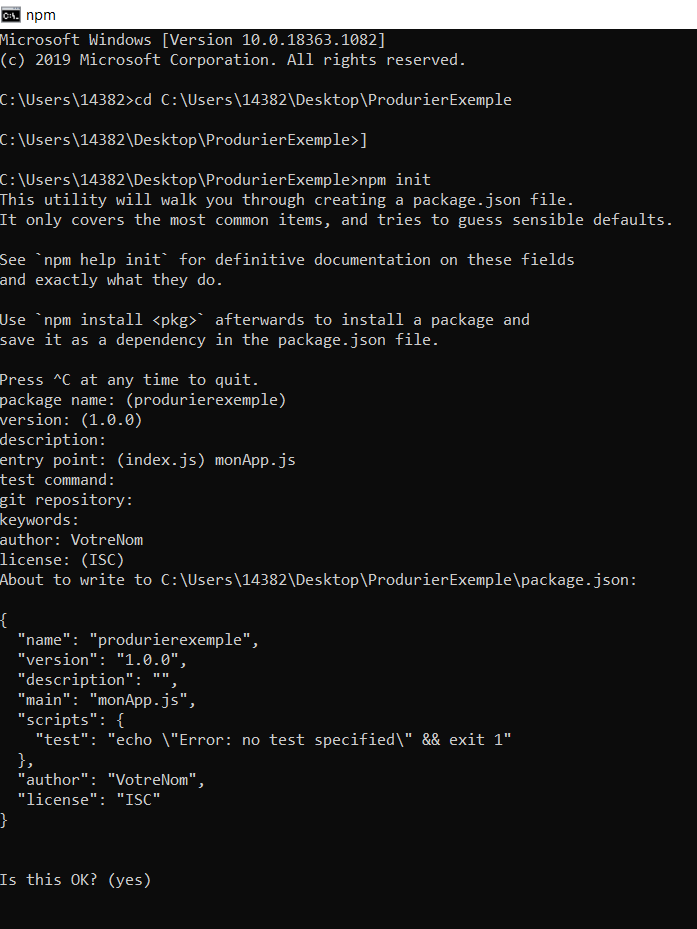 npm
Microsoft Windows [Version 10.0.18363.1082]
(c) 2019 Microsoft Corporation. All rights reserved.
C:\Users\14382>cd C:\Users\14382\Desktop\ProdurierExemple
C:\Users\14382\Desktop\ProdurierExemple>]
C:\Users\14382\Desktop\ProdurierExemple>npm init
This utility will walk you through creating a package.json file.
It only covers the most common items, and tries to guess sensible defaults.
See `npm help init` for definitive documentation on these fields
and exactly what they do.
Use `npm install <pkg>` afterwards to install a package and
save it as a dependency in the package.json file.
Press ^C at any time to quit.
package name: (produrierexemple)
version: (1.0.0)
description:
entry point: (index.js) monApp.js
test command:
git repository:
keywords:
author: VotreNom
license: (ISC)
About to write to C:\Users\14382\Desktop\ProdurierExemple\package.json:
{
  "name": "produrierexemple",
  "version": "1.0.0",
  "description": "",
  "main": "monApp.js",
  "scripts": {
    "test": "echo \"Error: no test specified\" && exit 1"
  },
  "author": "VotreNom",
  "license": "ISC"
}
Is this OK? (yes)